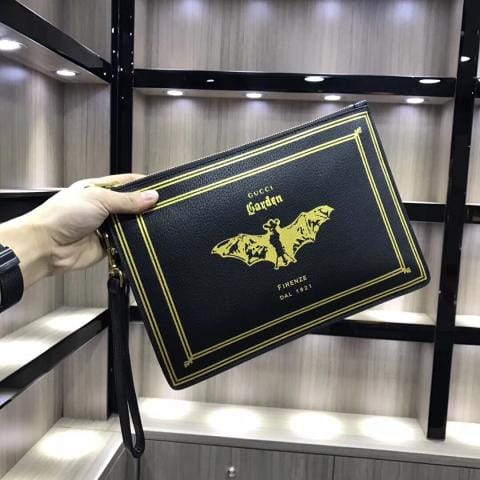 GUCCI
Garden
FIRENZE
DAL 1921